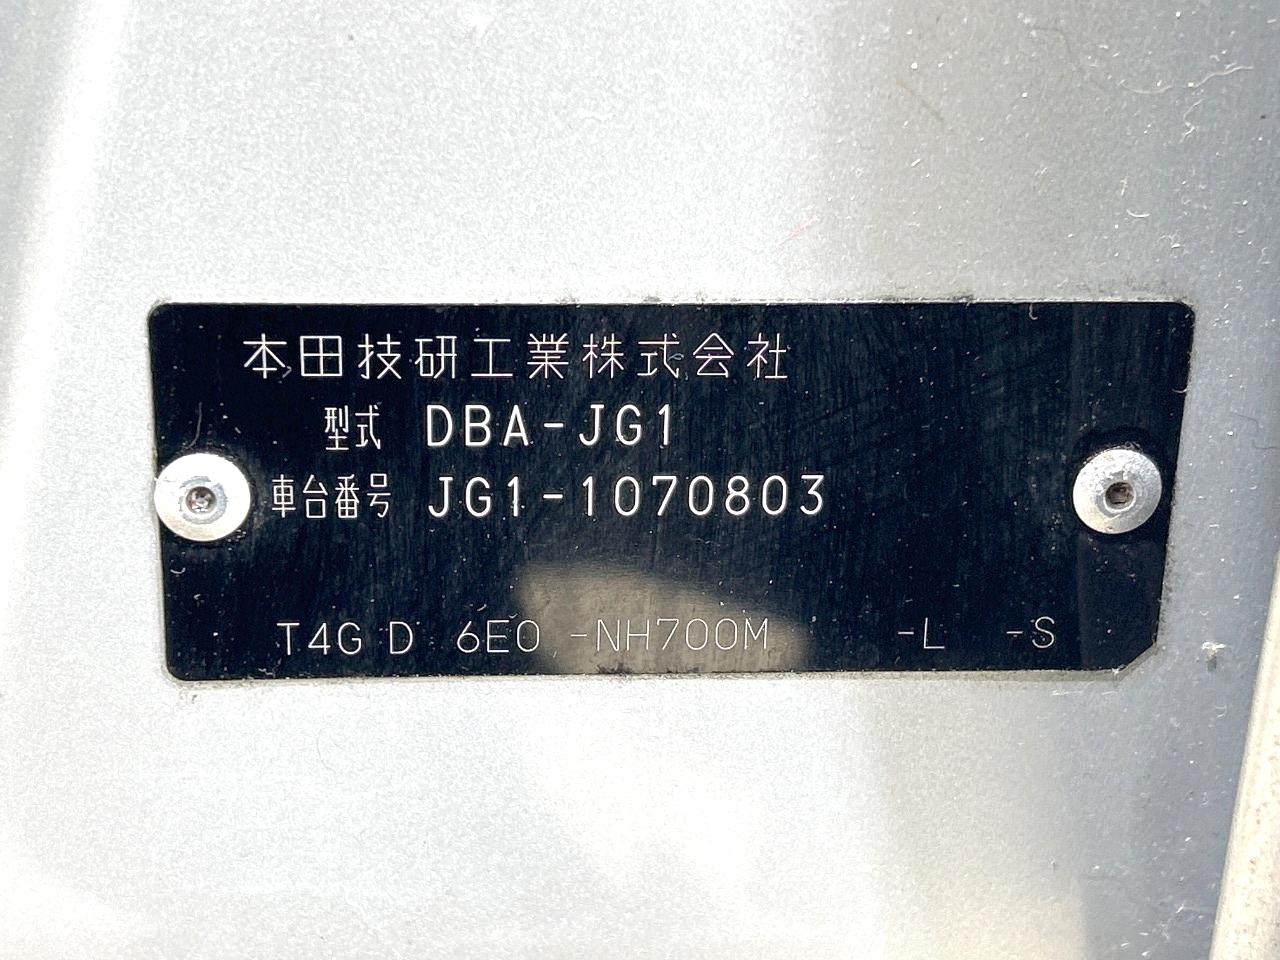 本田技研工業株式会社
型式 DBA-JG1
車台番号 JG1-1070803
T4G D 6E0 -NH700M -L -S